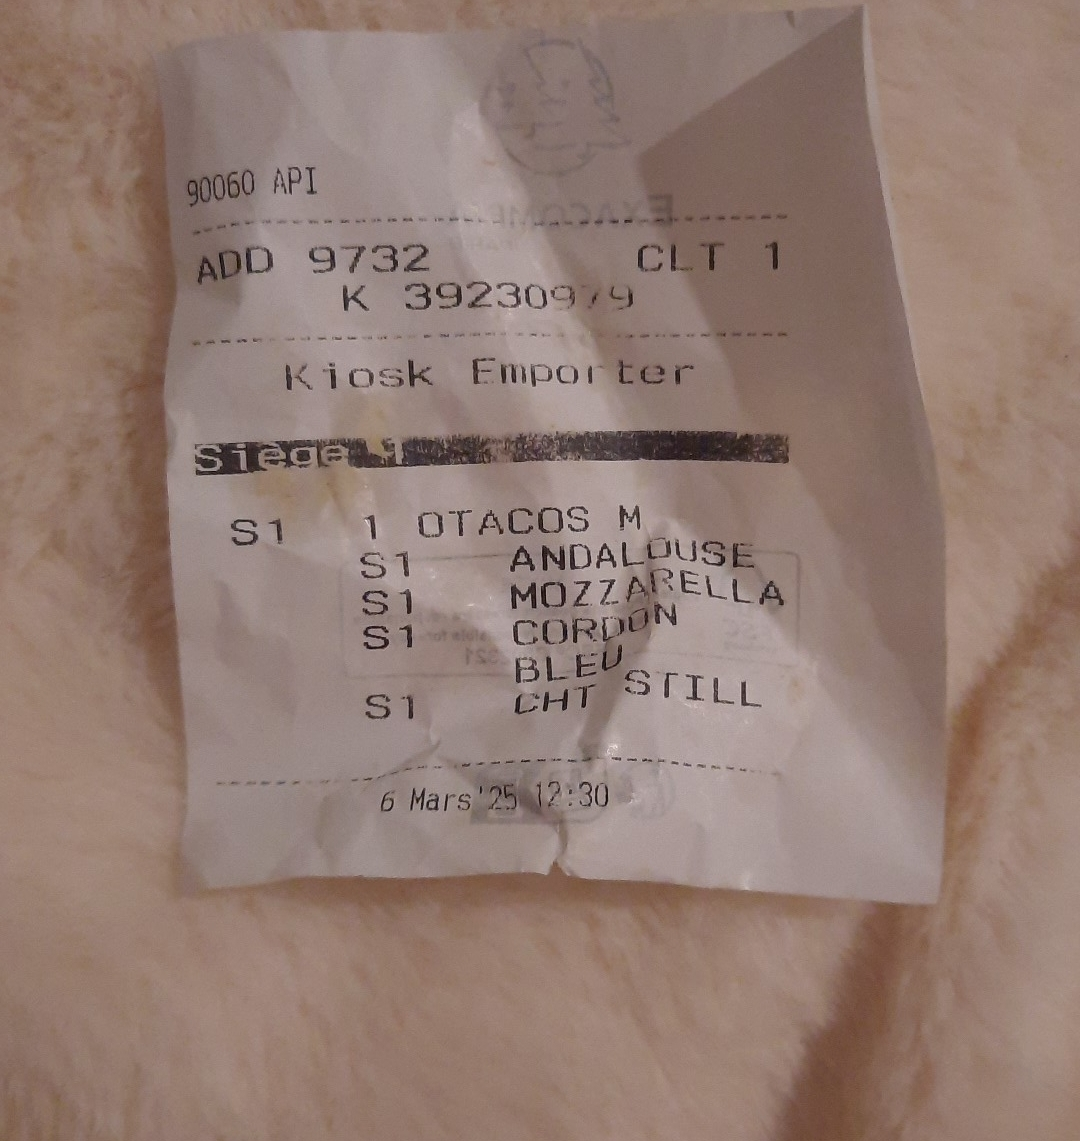 90060 API
ADD 9732 CLT 1
K 39230979
Kiosk Emporter
Siège 1
S1 1 OTACOS M
S1 ANDALOUSE
S1 MOZZARELLA
S1 CORDON
BLEU
S1 CHT STILL
6 Mars'25 12:30